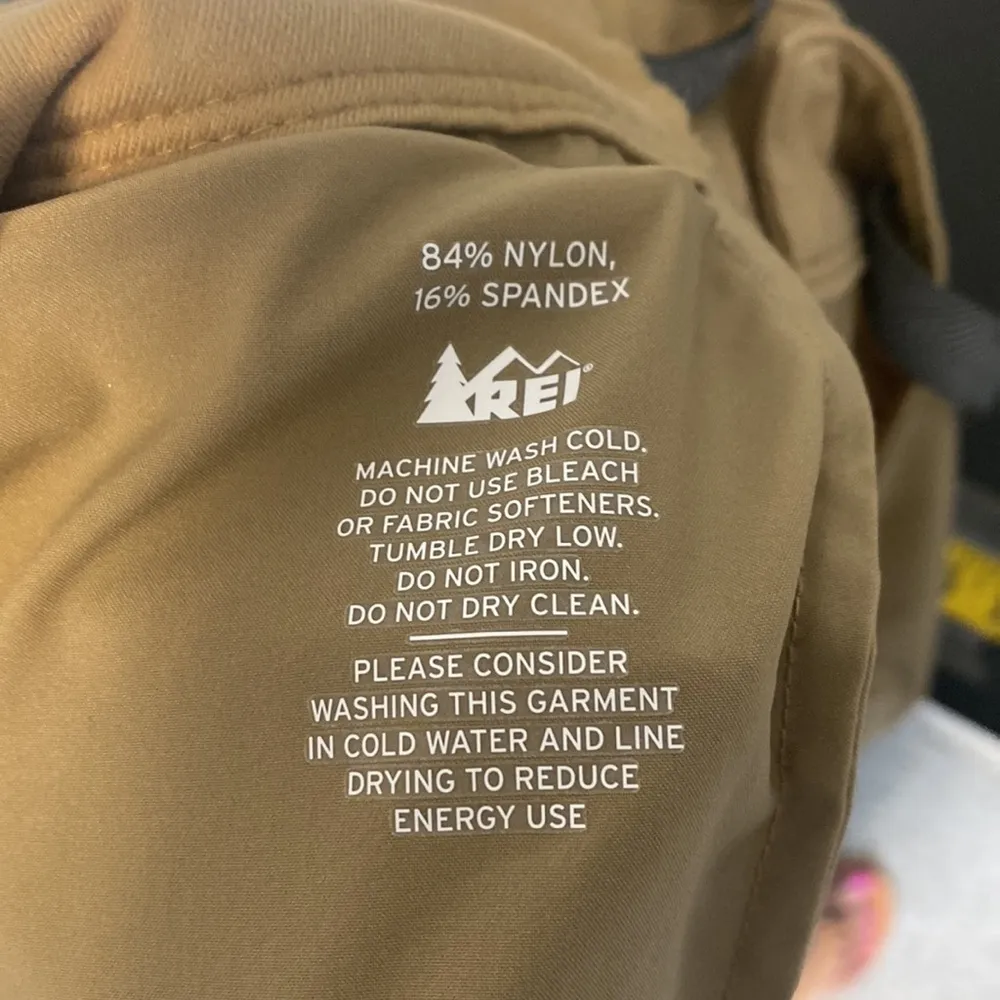 84% NYLON,
16% SPANDEX
REI®
MACHINE WASH COLD.
DO NOT USE BLEACH
OR FABRIC SOFTENERS.
TUMBLE DRY LOW.
DO NOT IRON.
DO NOT DRY CLEAN.
PLEASE CONSIDER
WASHING THIS GARMENT
IN COLD WATER AND LINE
DRYING TO REDUCE
ENERGY USE